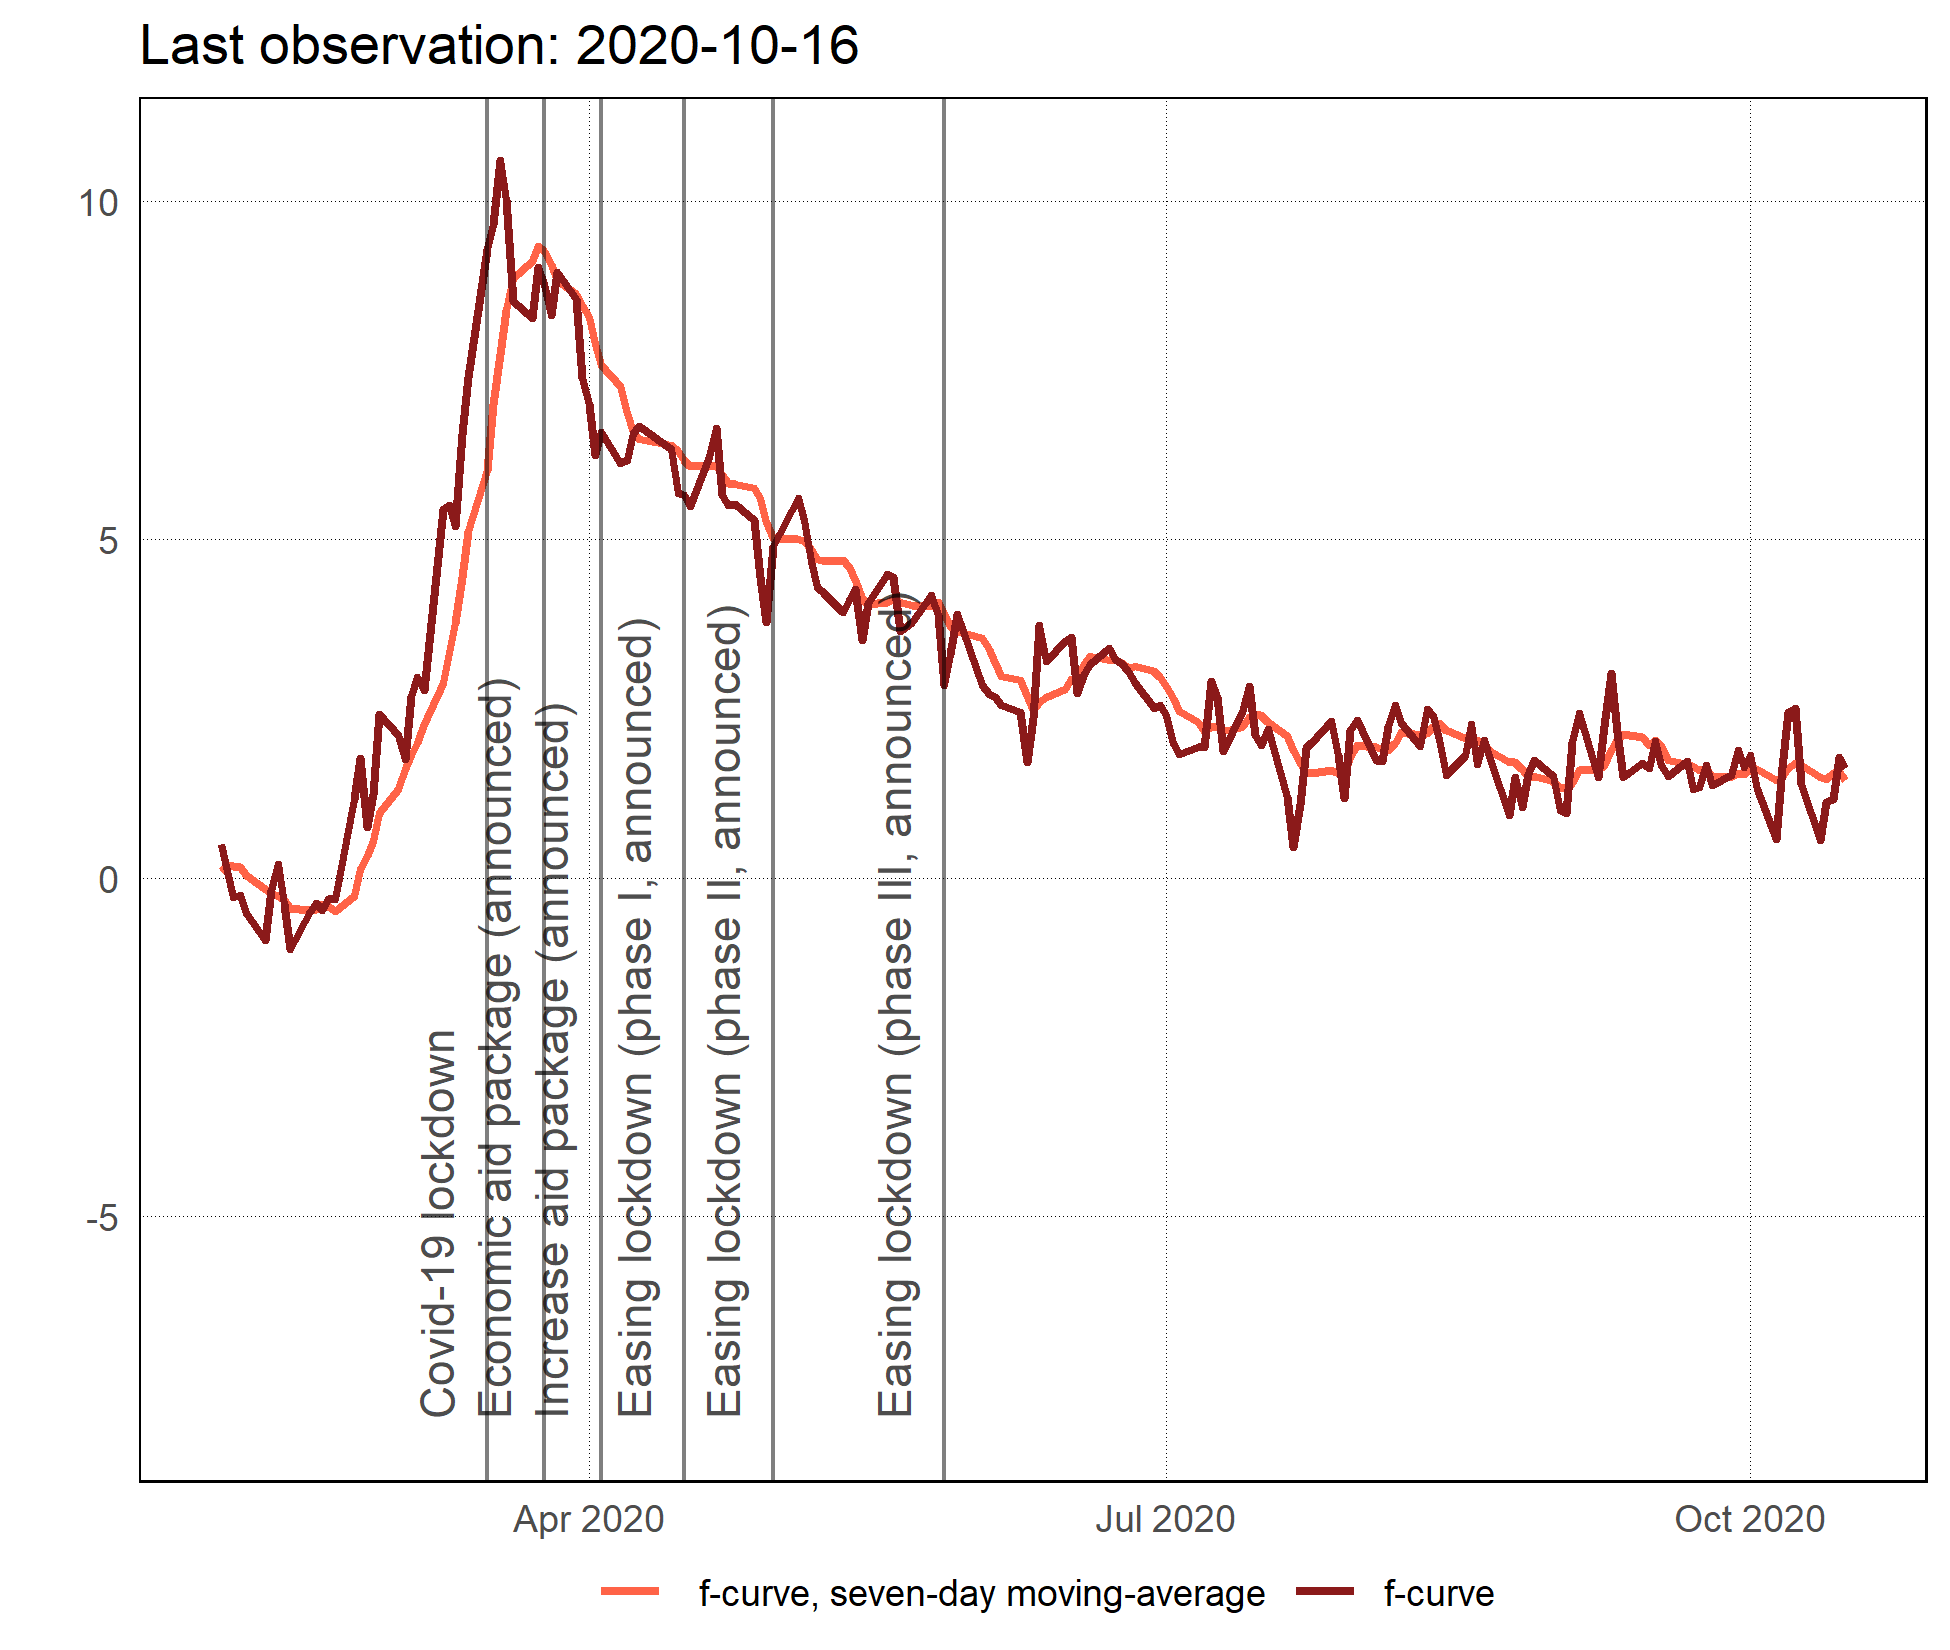 Last observation: 2020-10-16
10
5
0
-5
Covid-19 lockdown
Economic aid package (announced)
Increase aid package (announced)
Easing lockdown (phase I, announced)
Easing lockdown (phase II, announced)
Easing lockdown (phase III, announced)
Apr 2020
Jul 2020
Oct 2020
f-curve, seven-day moving-average
f-curve